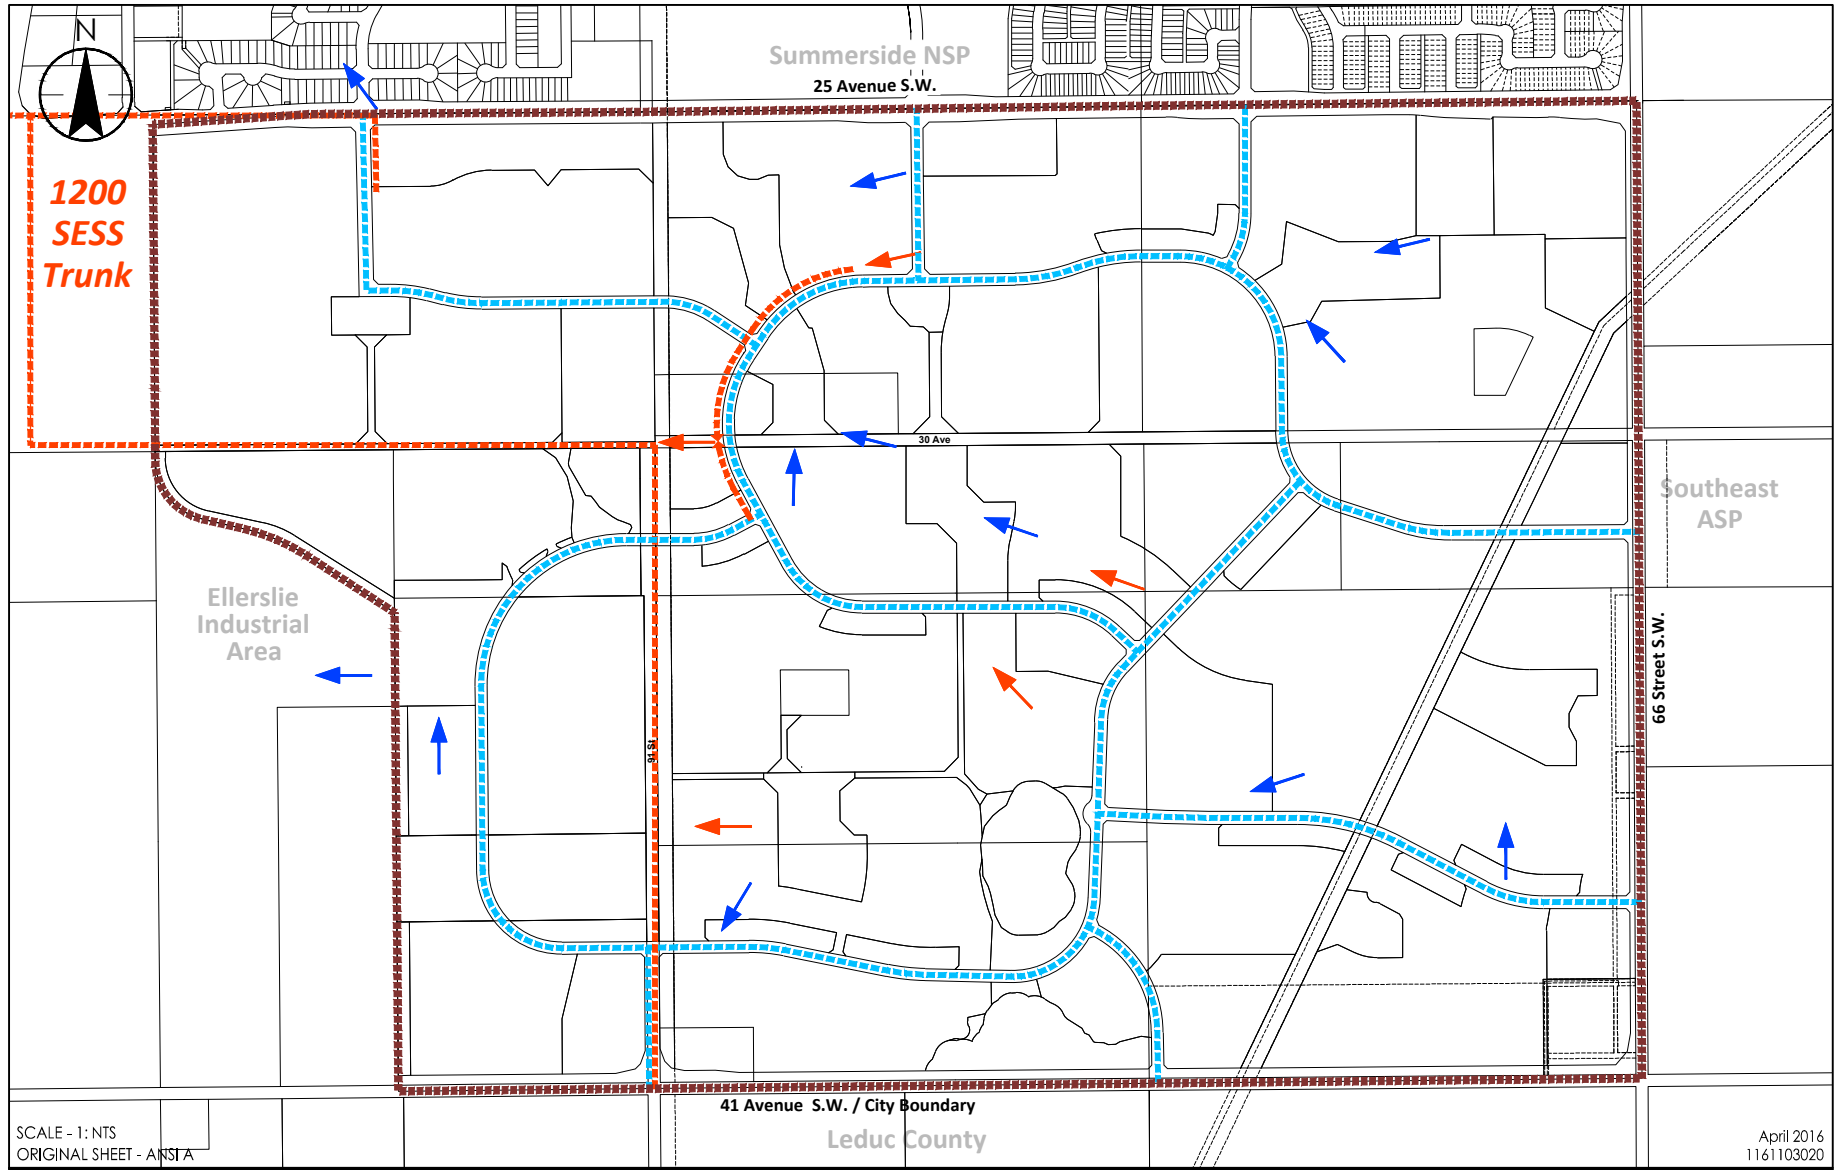 N
Summerside NSP
25 Avenue S.W.
1200
SESS
Trunk
30 Ave
Southeast
ASP
Ellerslie
Industrial
Area
66 Street S.W.
91 St
41 Avenue S.W. / City Boundary
Leduc County
SCALE - 1: NTS
ORIGINAL SHEET - ANSI A
April 2016
1161103020